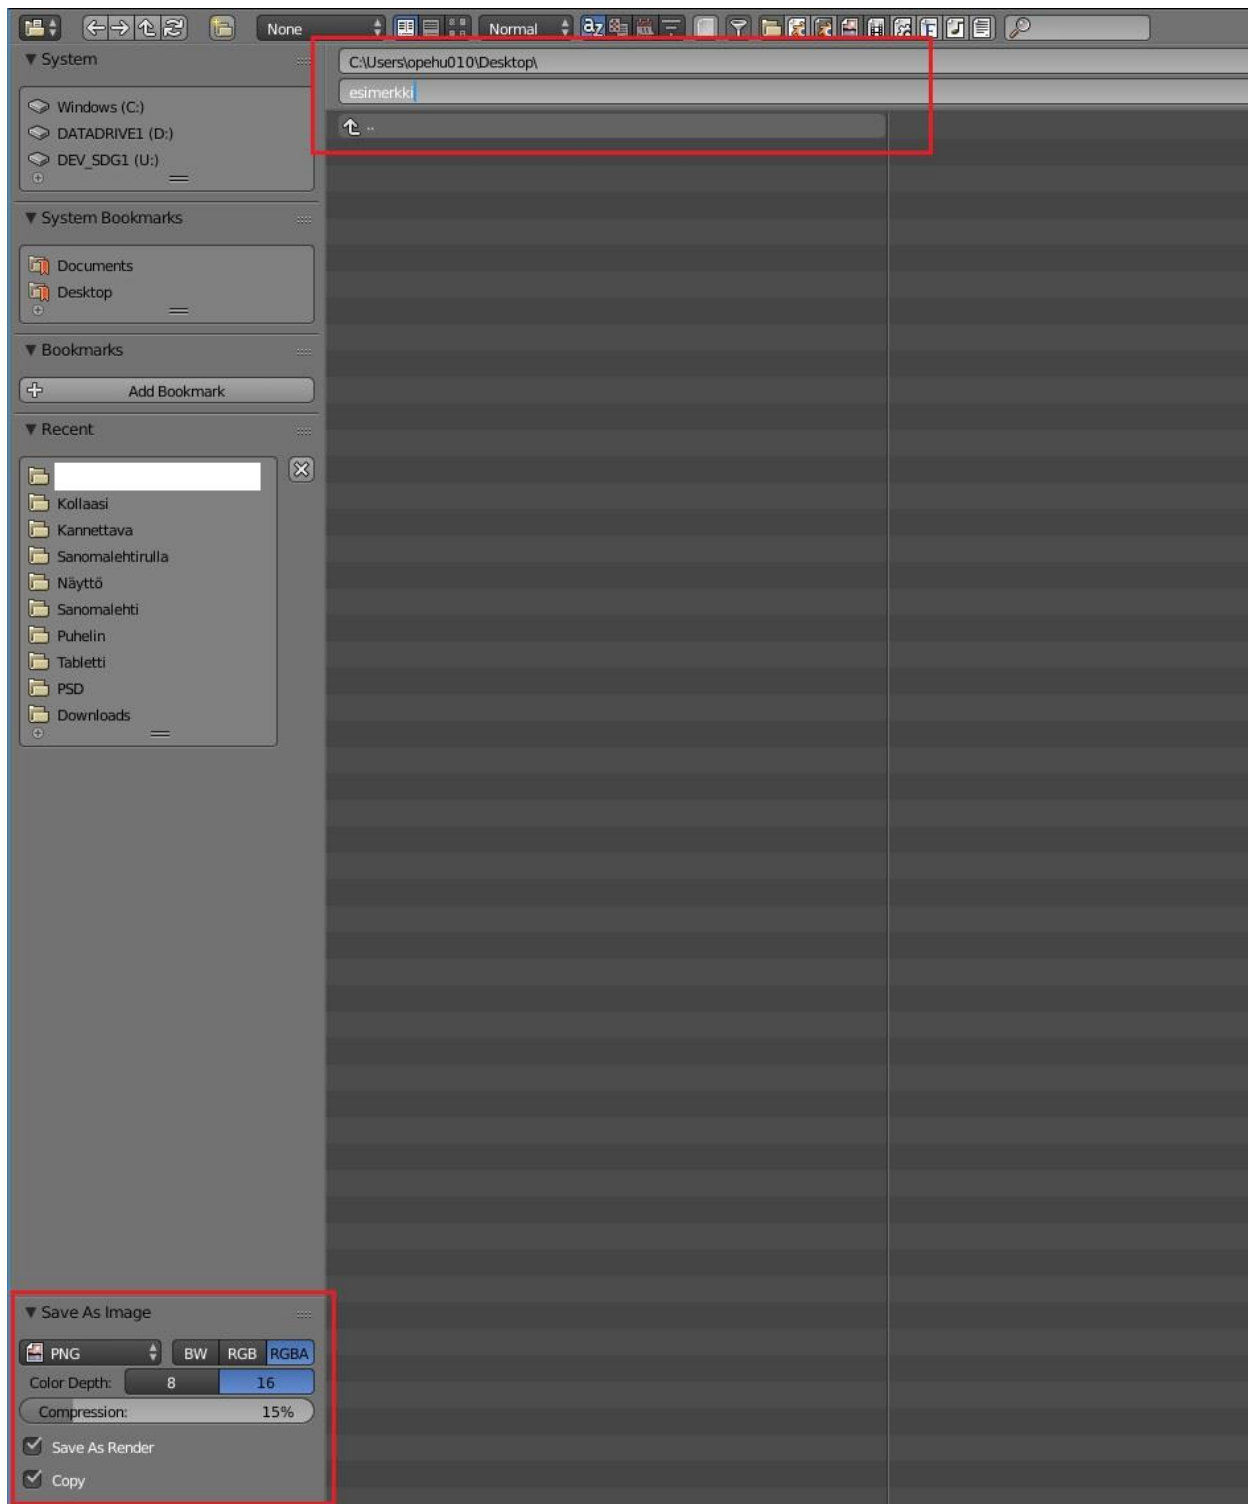 None
Normal
System
C:\Users\opehu010\Desktop\
esimerkki
..
Windows (C:)
DATADRIVE1 (D:)
DEV_SDG1 (U:)
System Bookmarks
Documents
Desktop
Bookmarks
Add Bookmark
Recent
Kollaasi
Kannettava
Sanomalehtirulla
Näyttö
Sanomalehti
Puhelin
Tabletti
PSD
Downloads
Save As Image
PNG BW RGB RGBA
Color Depth: 8 16
Compression: 15%
Save As Render
Copy